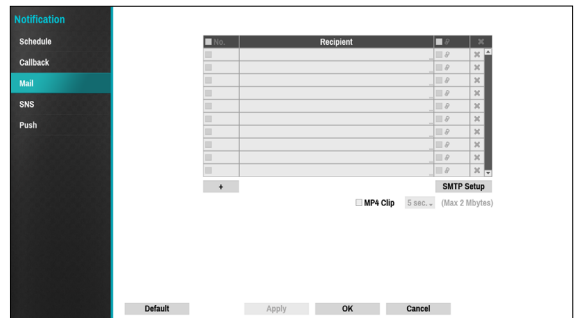 Notification
Schedule
Callback
Mail
SNS
Push
No. Recipient
+ SMTP Setup
MP4 Clip 5 sec. (Max 2 Mbytes)
Default Apply OK Cancel